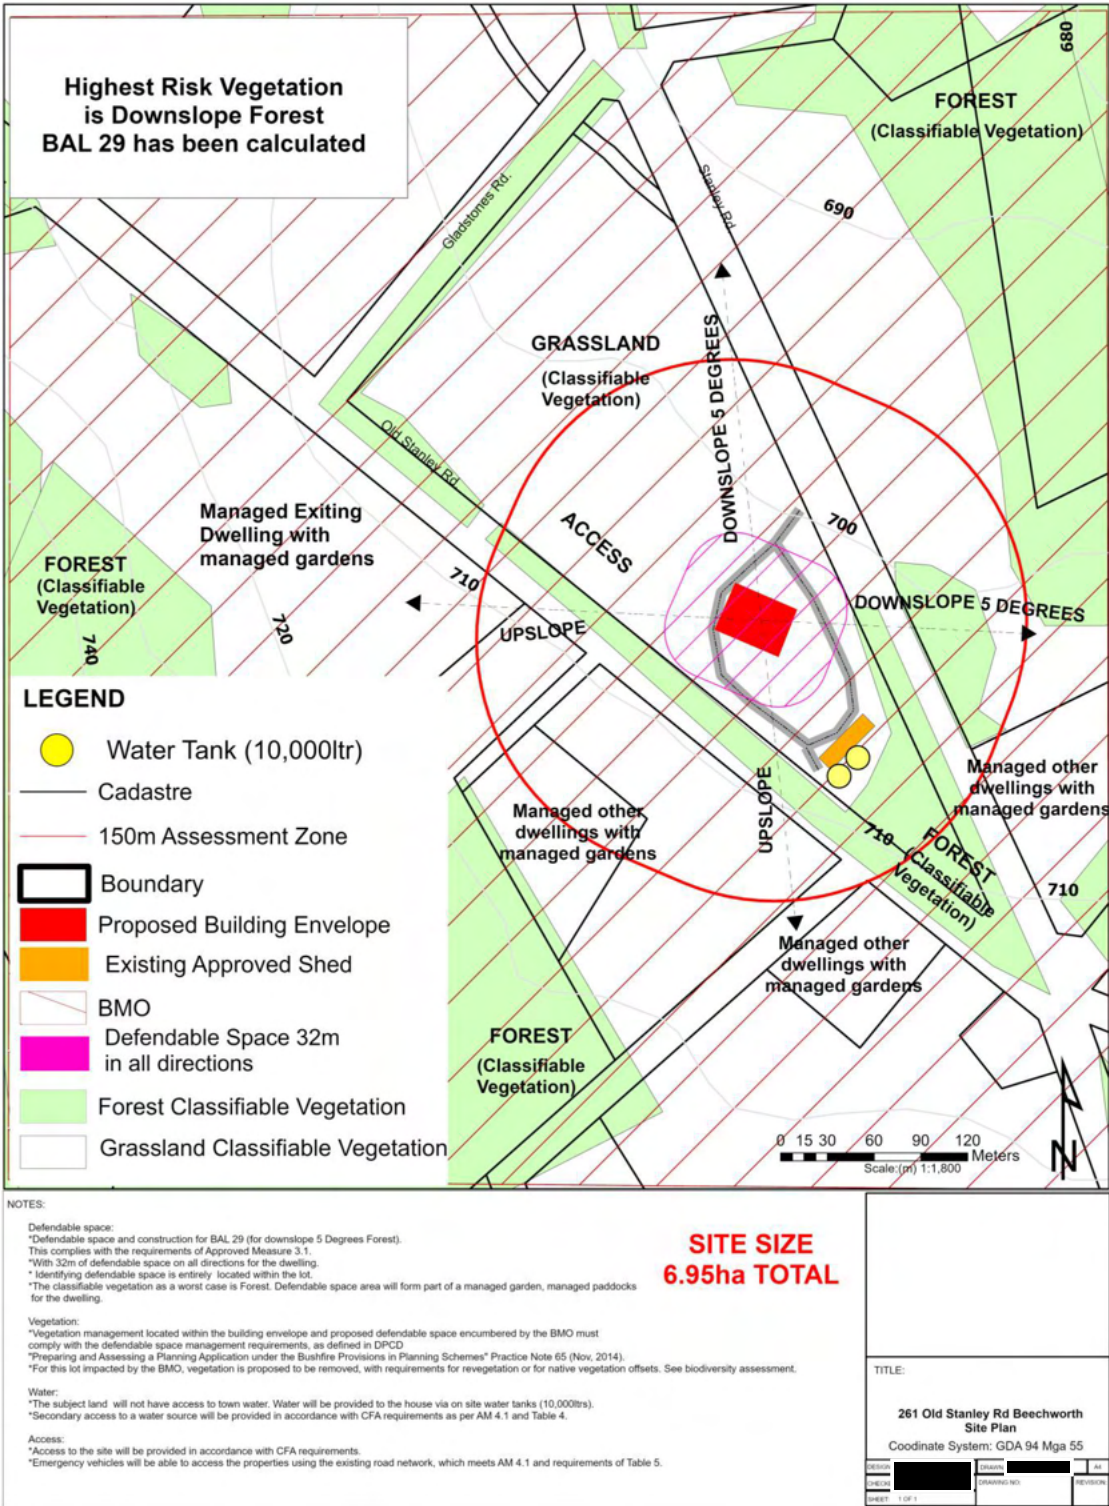 Highest Risk Vegetation
is Downslope Forest
BAL 29 has been calculated
680
FOREST
(Classifiable Vegetation)
Gladstones Rd.
Stanley Rd
690
GRASSLAND
(Classifiable
Vegetation)
DOWNSLOPE 5 DEGREES
Old Stanley Rd
Managed Exiting
Dwelling with
managed gardens
ACCESS
700
FOREST
(Classifiable
Vegetation)
710
720
740
UPSLOPE
DOWNSLOPE 5 DEGREES
LEGEND
Water Tank (10,000ltr)
Cadastre
150m Assessment Zone
Boundary
Proposed Building Envelope
Existing Approved Shed
BMO
Defendable Space 32m
in all directions
Forest Classifiable Vegetation
Grassland Classifiable Vegetation
UPSLOPE
Managed other
dwellings with
managed gardens
Managed other
dwellings with
managed gardens
710
FOREST
(Classifiable
Vegetation)
710
Managed other
dwellings with
managed gardens
FOREST
(Classifiable
Vegetation)
0 15 30 60 90 120
Meters
Scale:(m) 1:1,800
N
NOTES:
Defendable space:
*Defendable space and construction for BAL 29 (for downslope 5 Degrees Forest).
This complies with the requirements of Approved Measure 3.1.
*With 32m of defendable space on all directions for the dwelling.
* Identifying defendable space is entirely located within the lot.
*The classifiable vegetation as a worst case is Forest. Defendable space area will form part of a managed garden, managed paddocks
for the dwelling.
Vegetation:
*Vegetation management located within the building envelope and proposed defendable space encumbered by the BMO must
comply with the defendable space management requirements, as defined in DPCD
"Preparing and Assessing a Planning Application under the Bushfire Provisions in Planning Schemes" Practice Note 65 (Nov, 2014).
*For this lot impacted by the BMO, vegetation is proposed to be removed, with requirements for revegetation or for native vegetation offsets. See biodiversity assessment.
Water:
*The subject land will not have access to town water. Water will be provided to the house via on site water tanks (10,000ltrs).
*Secondary access to a water source will be provided in accordance with CFA requirements as per AM 4.1 and Table 4.
Access:
*Access to the site will be provided in accordance with CFA requirements.
*Emergency vehicles will be able to access the properties using the existing road network, which meets AM 4.1 and requirements of Table 5.
SITE SIZE
6.95ha TOTAL
TITLE:
261 Old Stanley Rd Beechworth
Site Plan
Coodinate System: GDA 94 Mga 55
DESIGN
DRAWN
A4
CHECK
DRAWING NO:
REVISION:
SHEET: 1 OF 1